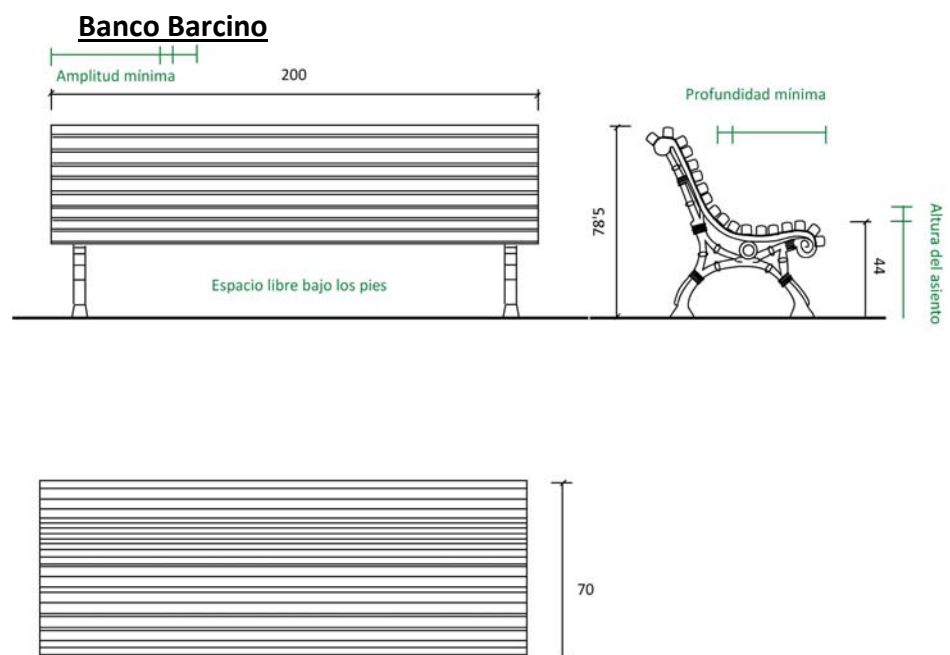 Banco Barcino
Amplitud mínima
200
Profundidad mínima
78'5
44
Altura del asiento
Espacio libre bajo los pies
70